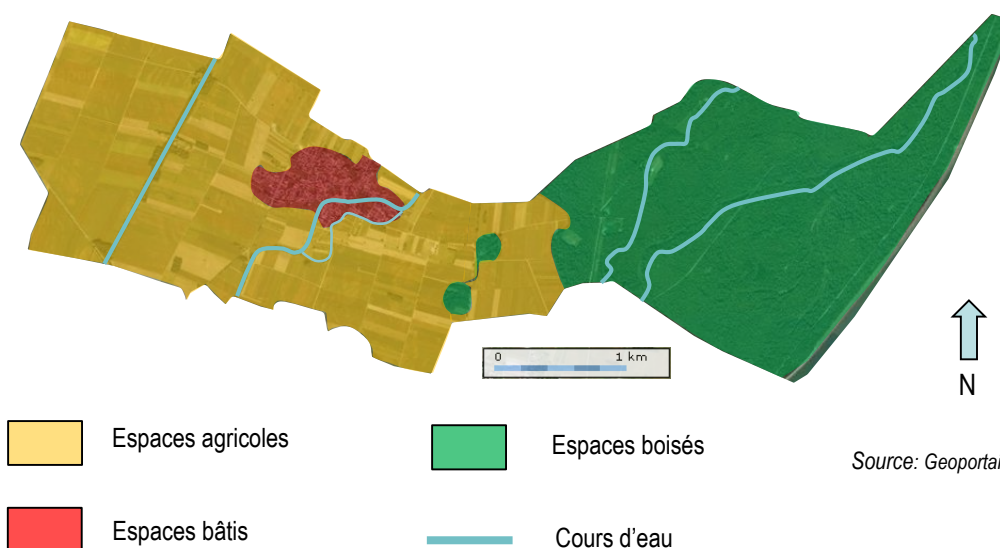 0 1 km
N
Espaces agricoles
Espaces boisés
Source: Geoportail
Espaces bâtis
Cours d’eau